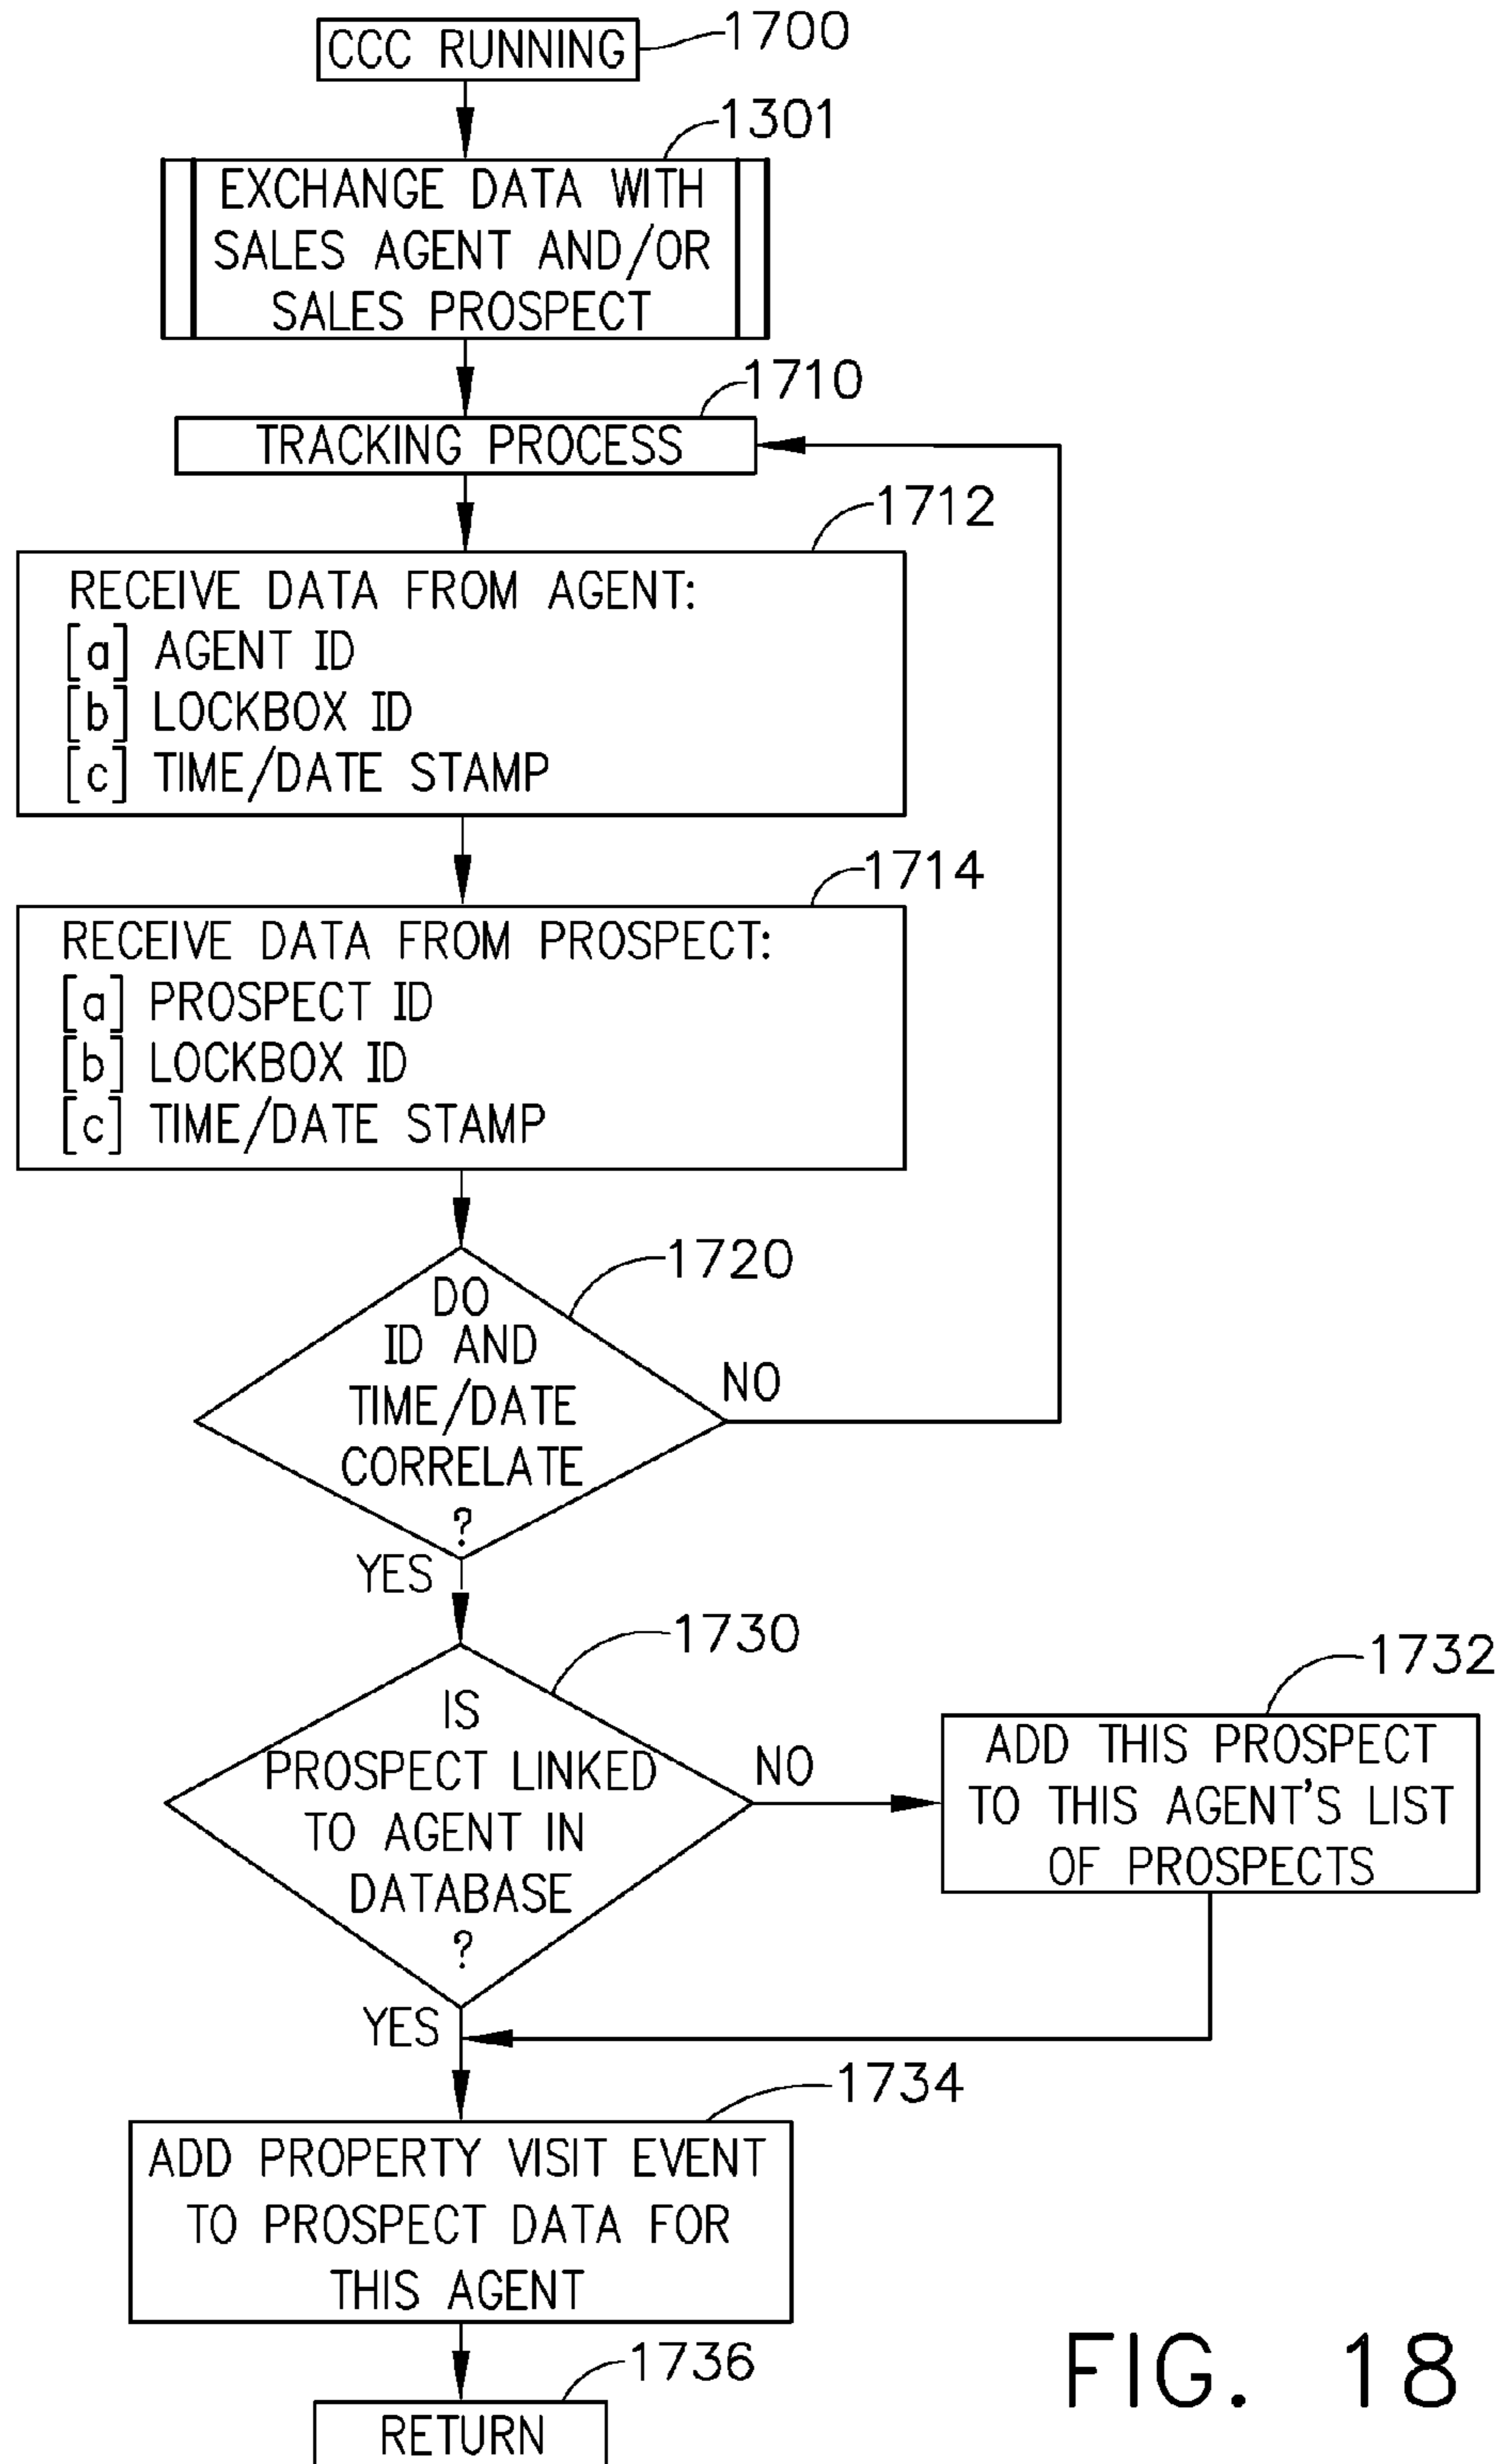 CCC RUNNING
1700
1301
EXCHANGE DATA WITH
SALES AGENT AND/OR
SALES PROSPECT
1710
TRACKING PROCESS
1712
RECEIVE DATA FROM AGENT:
[a] AGENT ID
[b] LOCKBOX ID
[c] TIME/DATE STAMP
1714
RECEIVE DATA FROM PROSPECT:
[a] PROSPECT ID
[b] LOCKBOX ID
[c] TIME/DATE STAMP
1720
DO
ID AND
TIME/DATE
CORRELATE
?
NO
YES
1730
IS
PROSPECT LINKED
TO AGENT IN
DATABASE
?
NO
1732
ADD THIS PROSPECT
TO THIS AGENT'S LIST
OF PROSPECTS
YES
1734
ADD PROPERTY VISIT EVENT
TO PROSPECT DATA FOR
THIS AGENT
1736
RETURN
FIG. 18